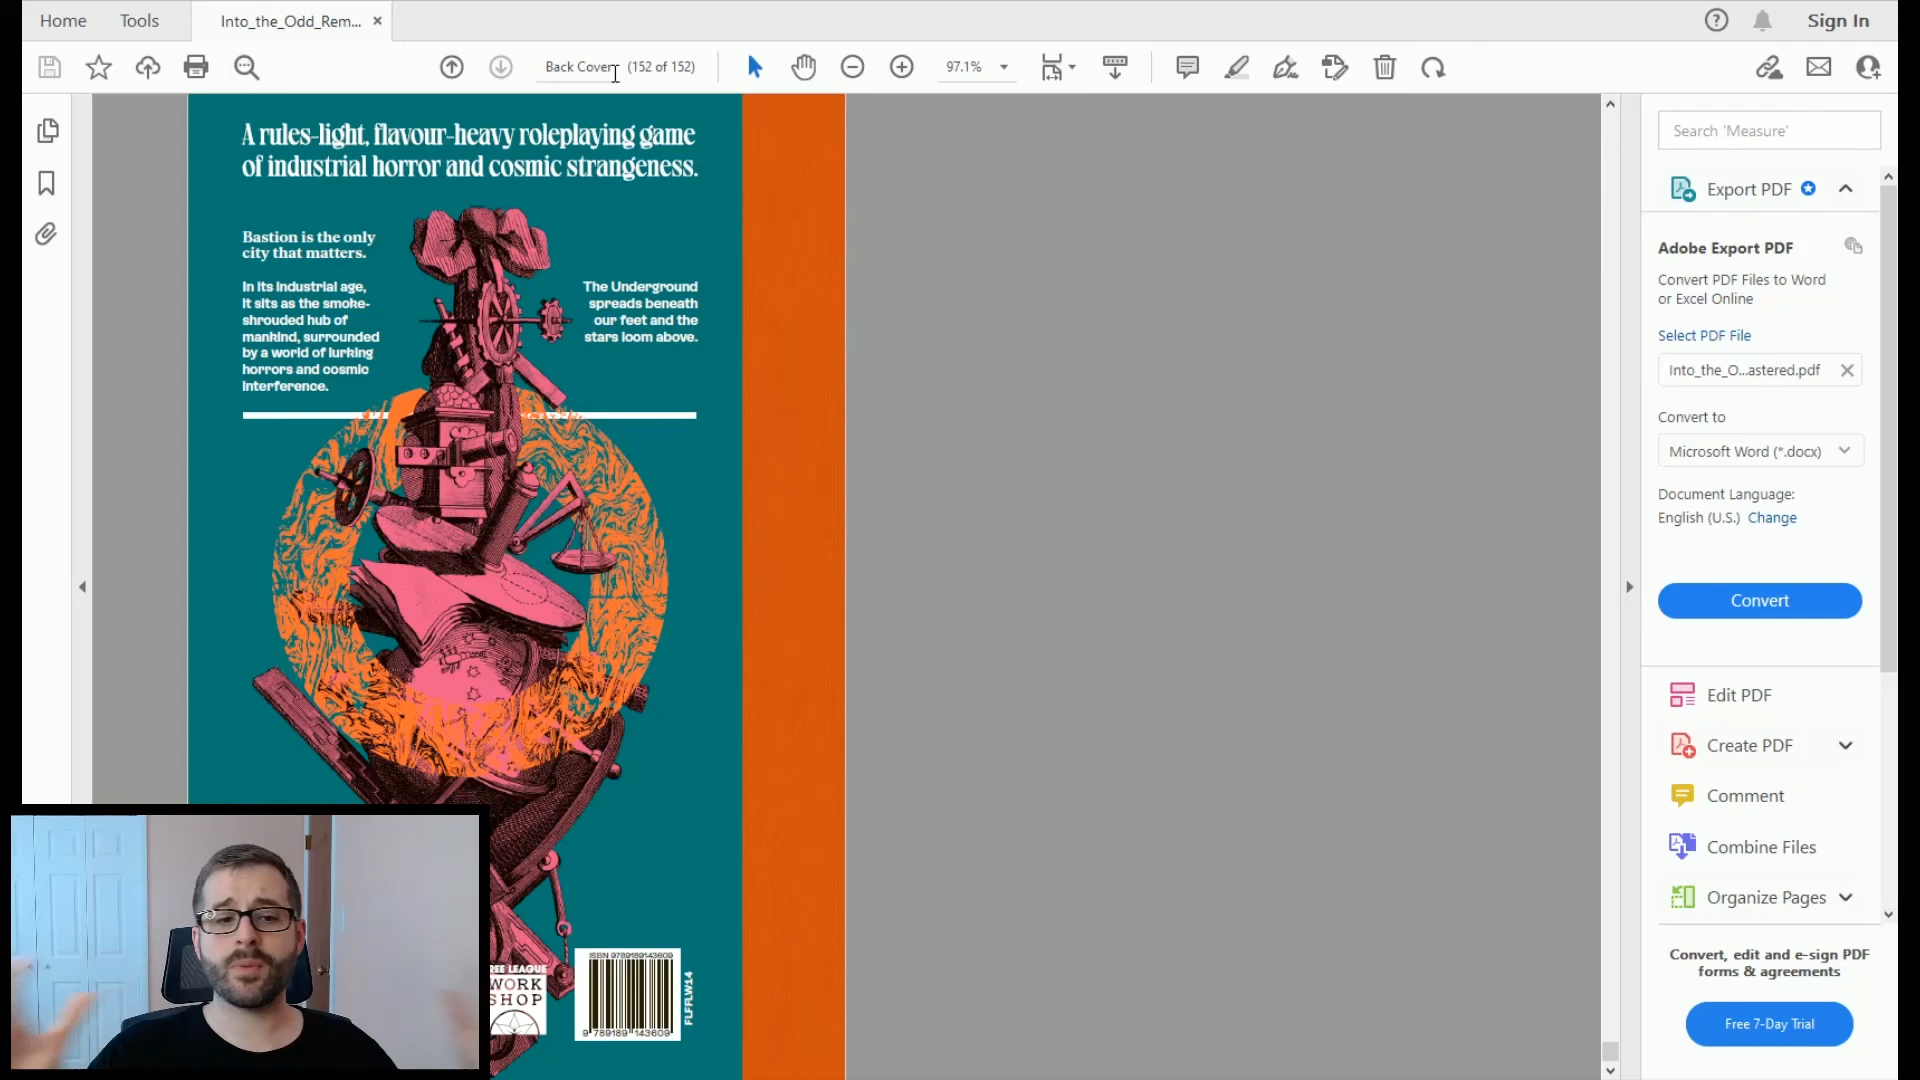 Home
Tools
Into_the_Odd_Rem...
Sign In
Back Cover
(152 of 152)
97.1%
A rules-light, flavour-heavy roleplaying game
of industrial horror and cosmic strangeness.
Bastion is the only
city that matters.
In its industrial age,
it sits as the smoke-
shrouded hub of
mankind, surrounded
by a world of lurking
horrors and cosmic
interference.
The Underground
spreads beneath
our feet and the
stars loom above.
REE LEAGUE
WORK
SHOP
ISBN 9789189143609
9 789189 143609
FLFFLW14
Search 'Measure'
Export PDF
Adobe Export PDF
Convert PDF Files to Word
or Excel Online
Select PDF File
Into_the_O...astered.pdf
Convert to
Microsoft Word (*.docx)
Document Language:
English (U.S.) Change
Convert
Edit PDF
Create PDF
Comment
Combine Files
Organize Pages
Convert, edit and e-sign PDF
forms & agreements
Free 7-Day Trial